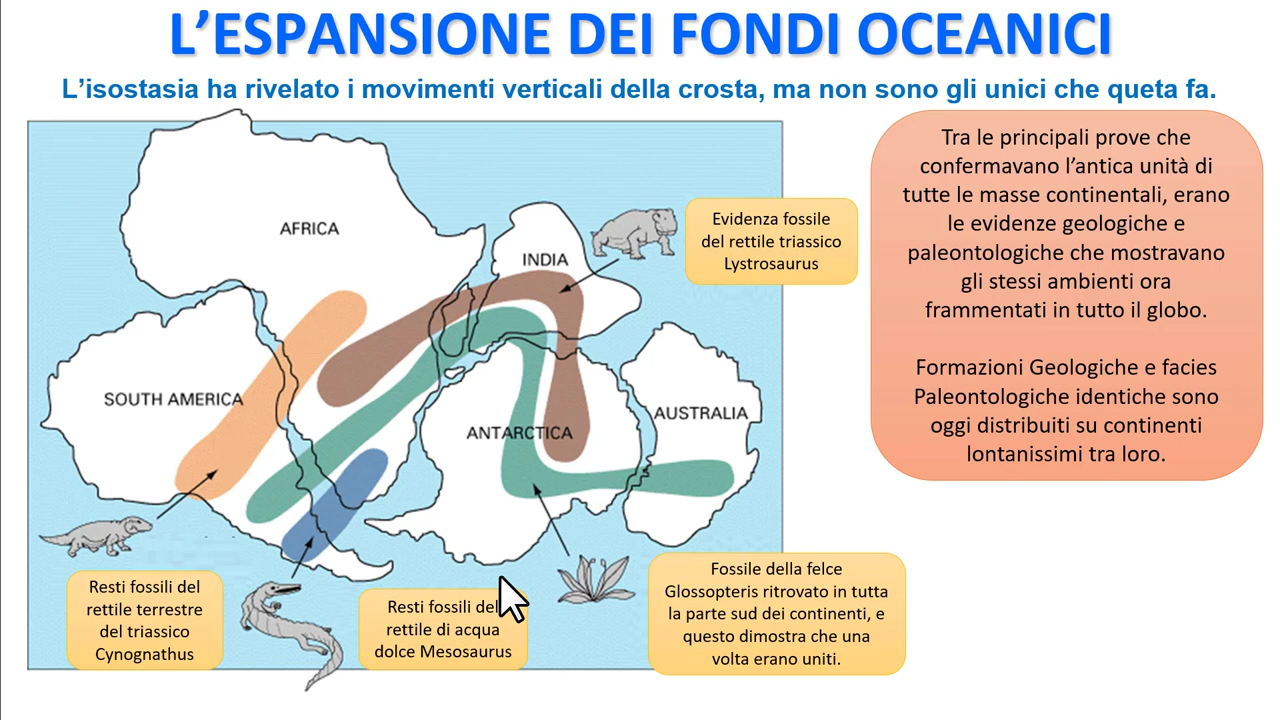 L’ESPANSIONE DEI FONDI OCEANICI
L’isostasia ha rivelato i movimenti verticali della crosta, ma non sono gli unici che queta fa.
Tra le principali prove che
confermavano l’antica unità di
tutte le masse continentali, erano
le evidenze geologiche e
paleontologiche che mostravano
gli stessi ambienti ora
frammentati in tutto il globo.
Formazioni Geologiche e facies
Paleontologiche identiche sono
oggi distribuiti su continenti
lontanissimi tra loro.
AFRICA
INDIA
Evidenza fossile
del rettile triassico
Lystrosaurus
SOUTH AMERICA
ANTARCTICA
AUSTRALIA
Resti fossili del
rettile terrestre
del triassico
Cynognathus
Resti fossili del
rettile di acqua
dolce Mesosaurus
Fossile della felce
Glossopteris ritrovato in tutta
la parte sud dei continenti, e
questo dimostra che una
volta erano uniti.